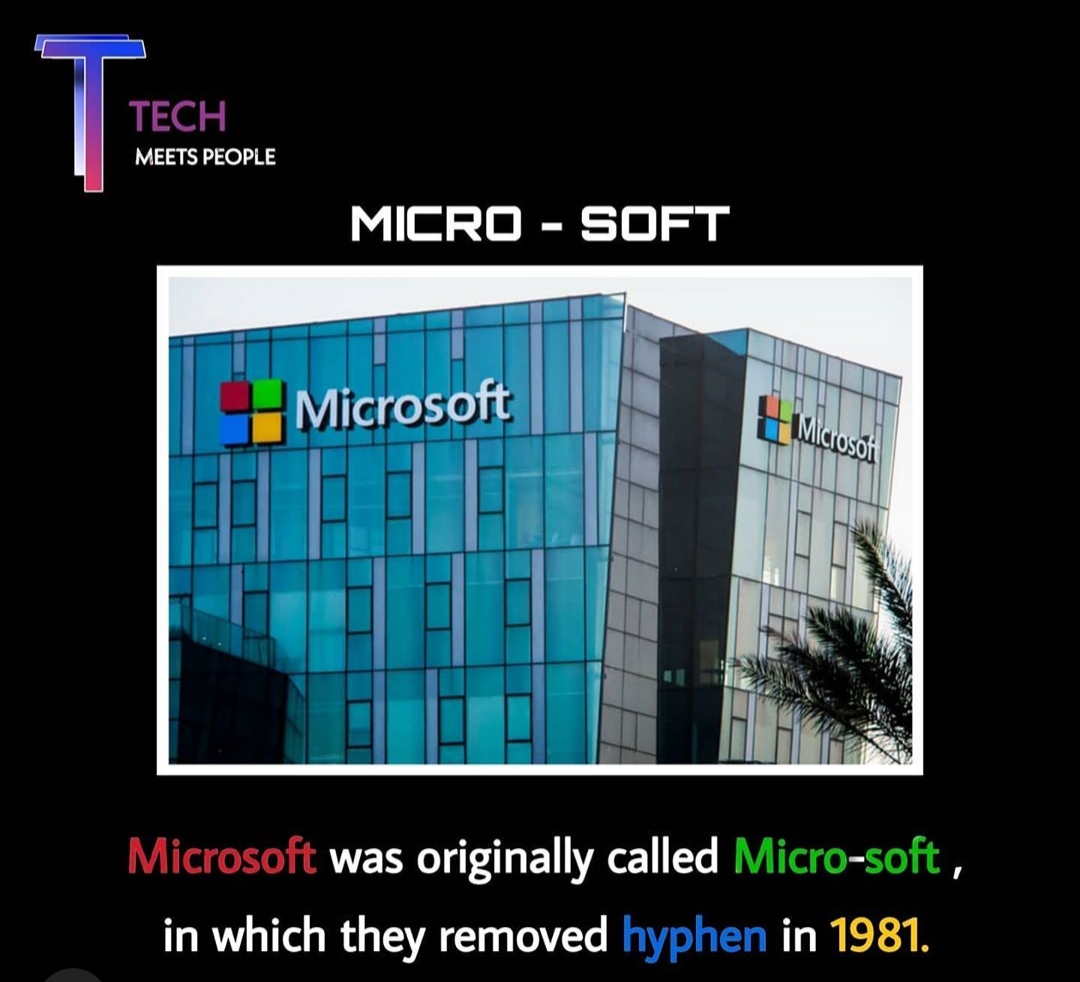 T
TECH
MEETS PEOPLE
MICRO - SOFT
Microsoft
Microsoft
Microsoft was originally called Micro-soft ,
in which they removed hyphen in 1981.